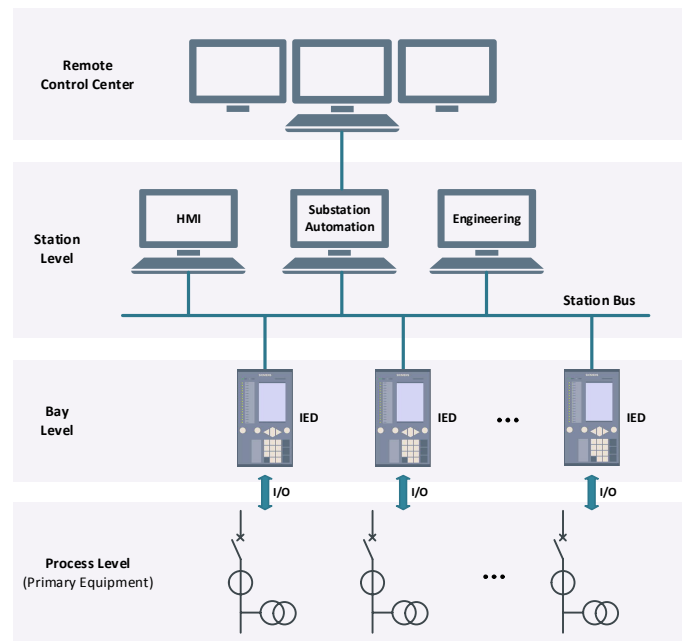 Remote
Control Center
HMI
Substation
Automation
Engineering
Station
Level
Station Bus
Bay
Level
IED
IED
...
IED
I/O
I/O
I/O
Process Level
(Primary Equipment)
...